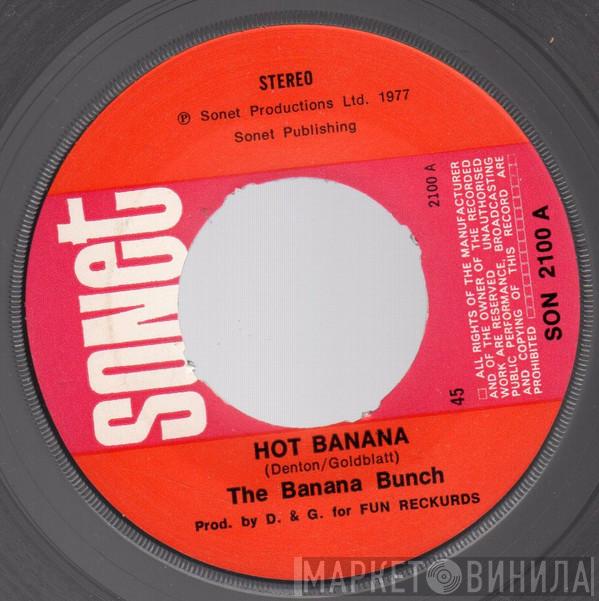 STEREO
℗ Sonet Productions Ltd. 1977
Sonet Publishing
sonet
2100 A
ALL RIGHTS OF THE MANUFACTURER
AND OF THE OWNER OF THE RECORDED
WORK ARE RESERVED UNAUTHORISED
PUBLIC PERFORMANCE, BROADCASTING
AND COPYING OF THIS RECORD ARE
PROHIBITED
SON 2100 A
45
HOT BANANA
(Denton/Goldblatt)
The Banana Bunch
Prod. by D. & G. for FUN RECKURDS
МАРКЕТ ВИНИЛА